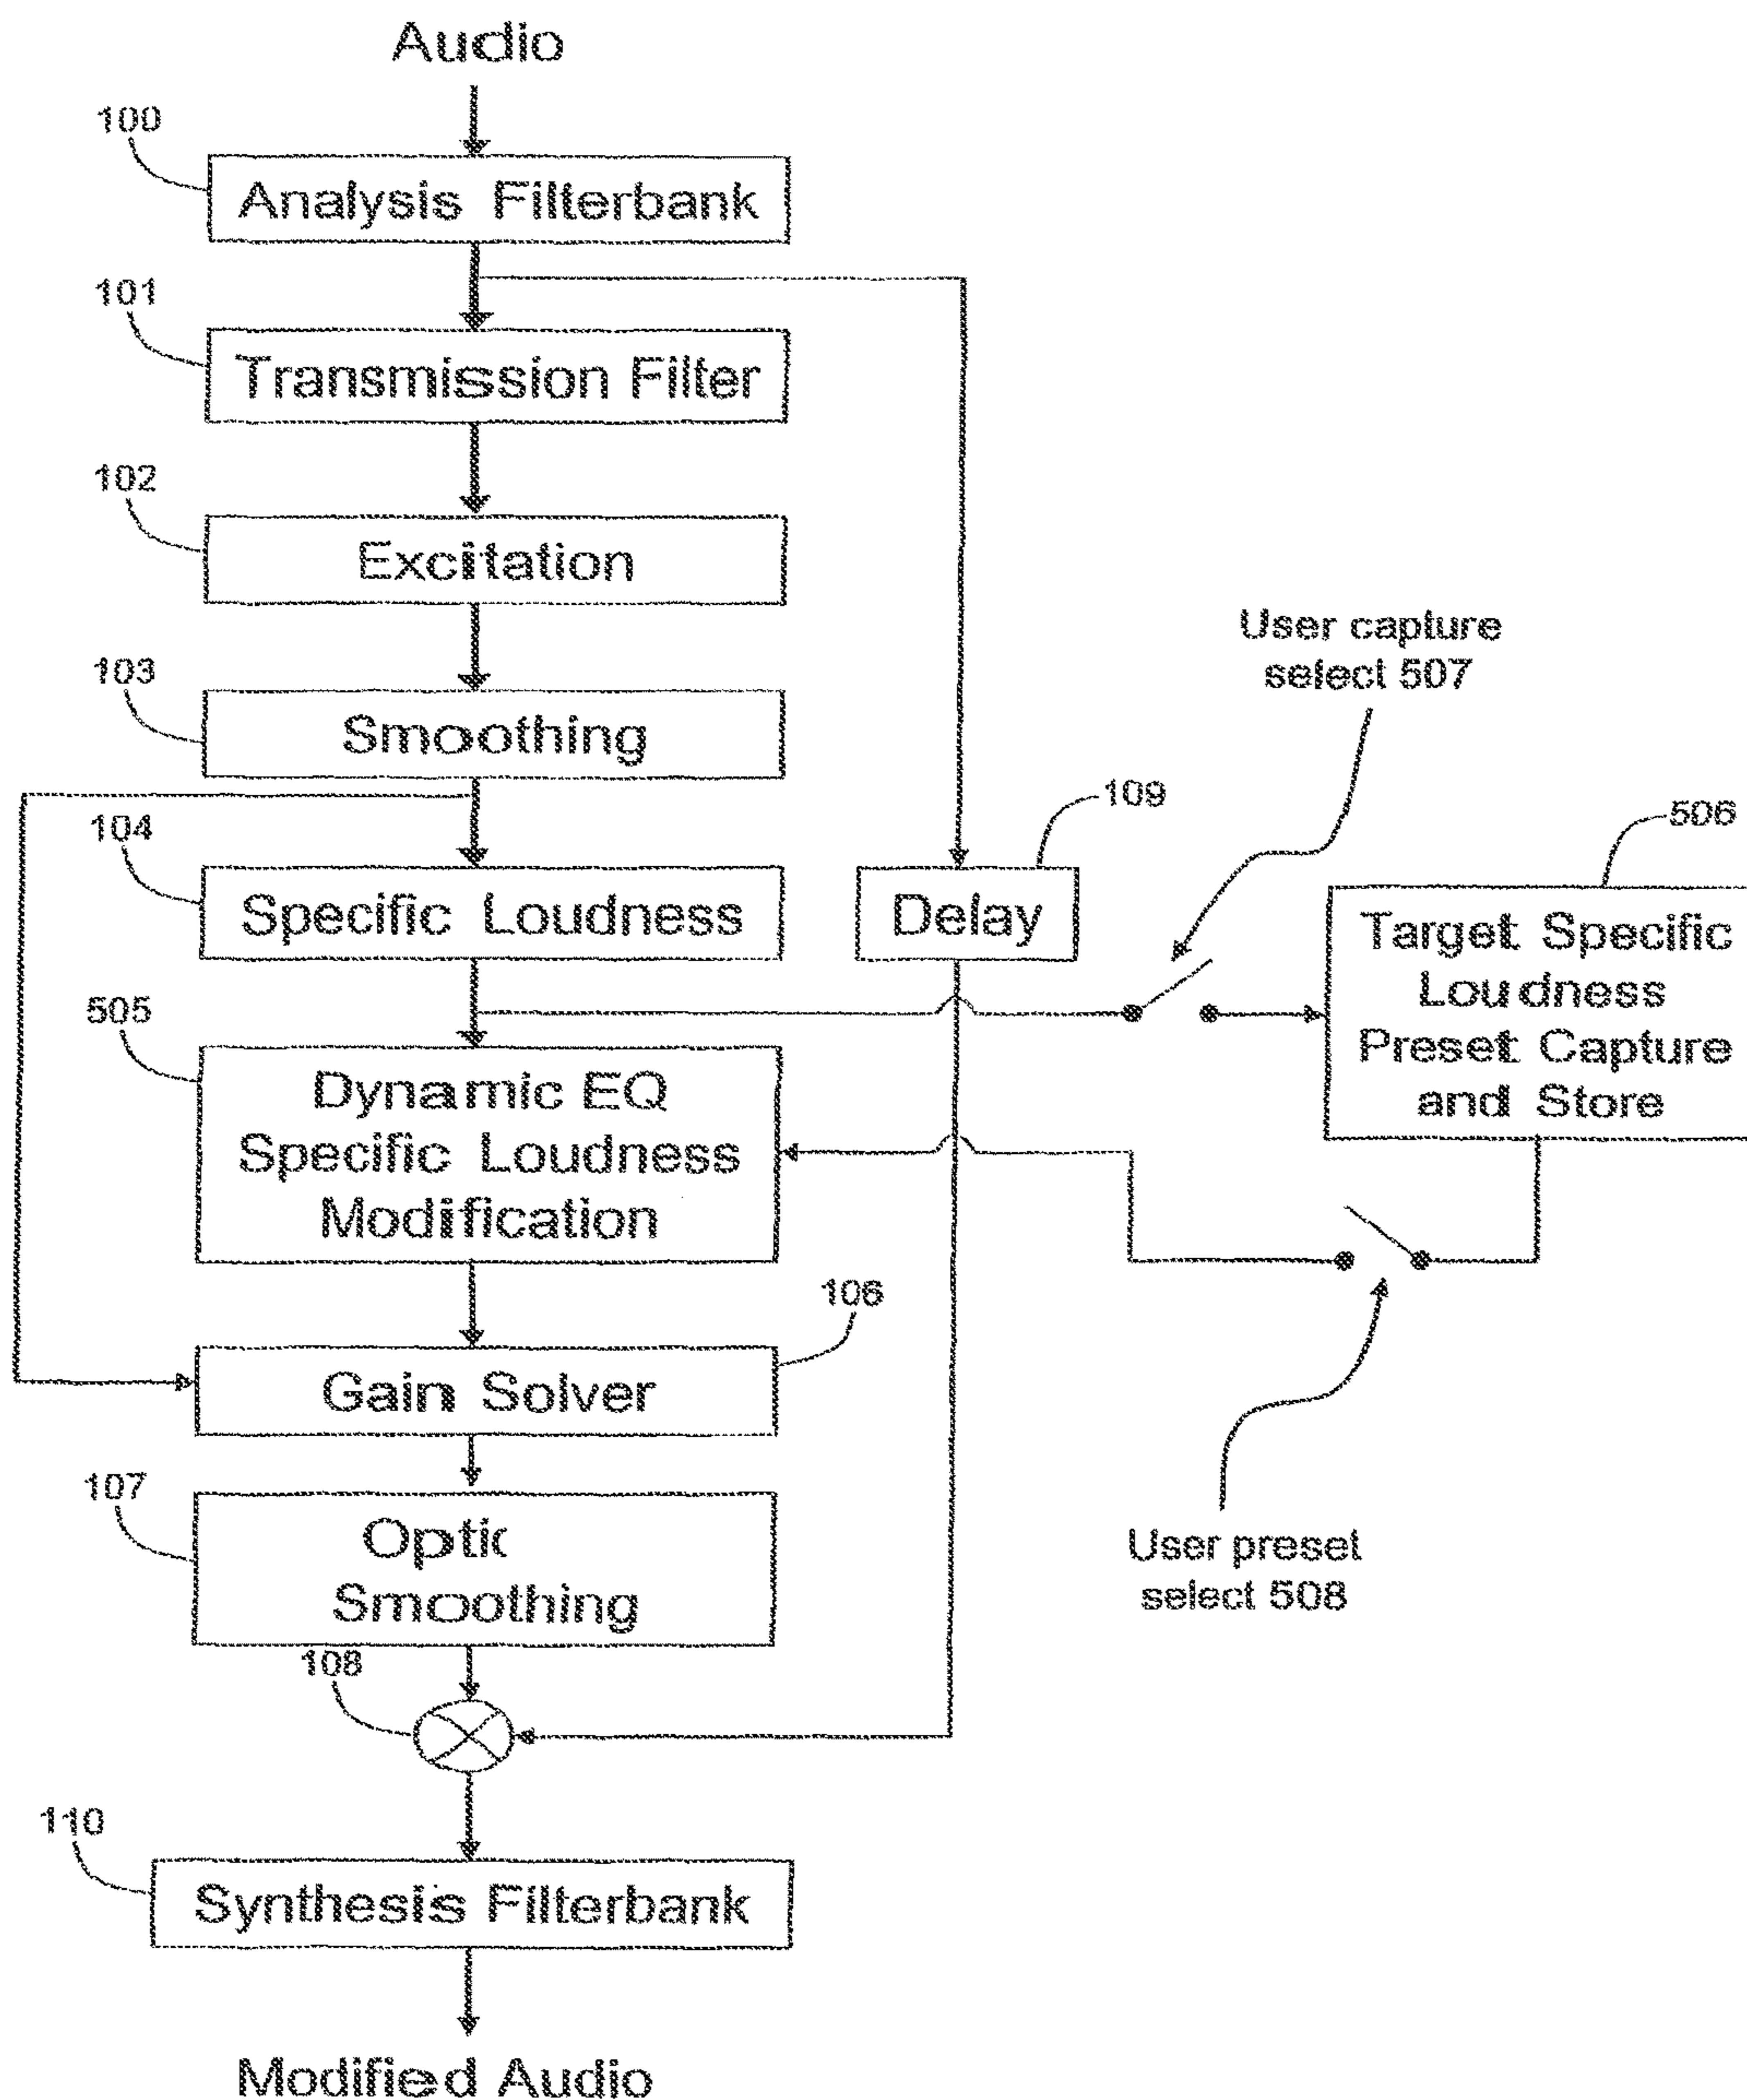 Audio
100
Analysis Filterbank
101
Transmission Filter
102
Excitation
103
Smoothing
104
Specific Loudness
109
Delay
User capture
select 507
506
Target Specific
Loudness
Preset Capture
and Store
505
Dynamic EQ
Specific Loudness
Modification
106
Gain Solver
User preset
select 508
107
Optic
Smoothing
108
110
Synthesis Filterbank
Modified Audio